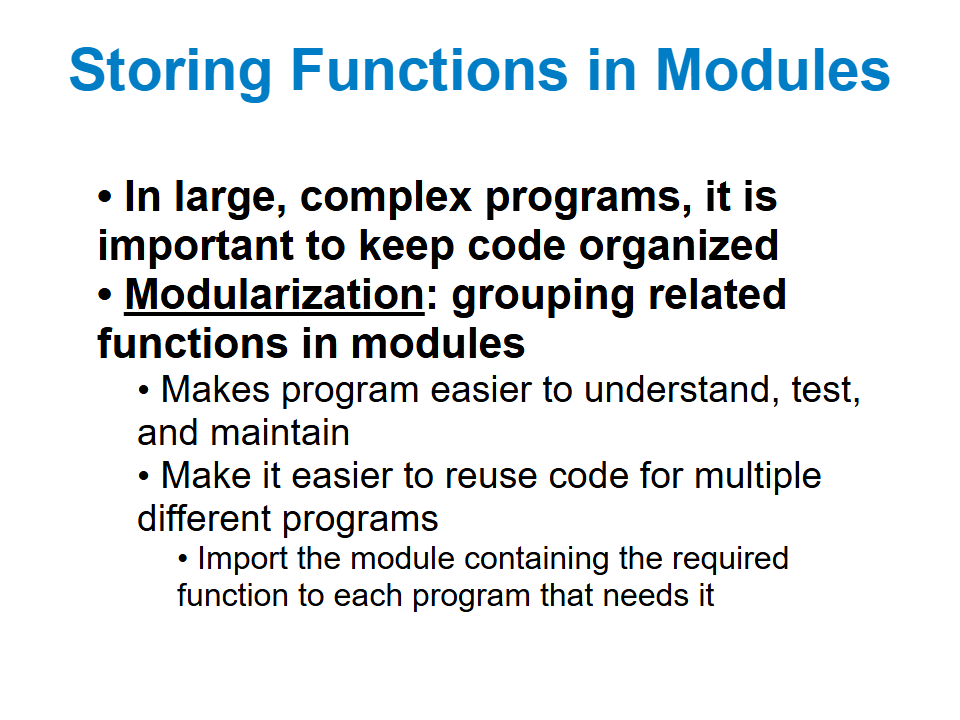 Storing Functions in Modules
• In large, complex programs, it is
important to keep code organized
• Modularization: grouping related
functions in modules
• Makes program easier to understand, test,
and maintain
• Make it easier to reuse code for multiple
different programs
• Import the module containing the required
function to each program that needs it